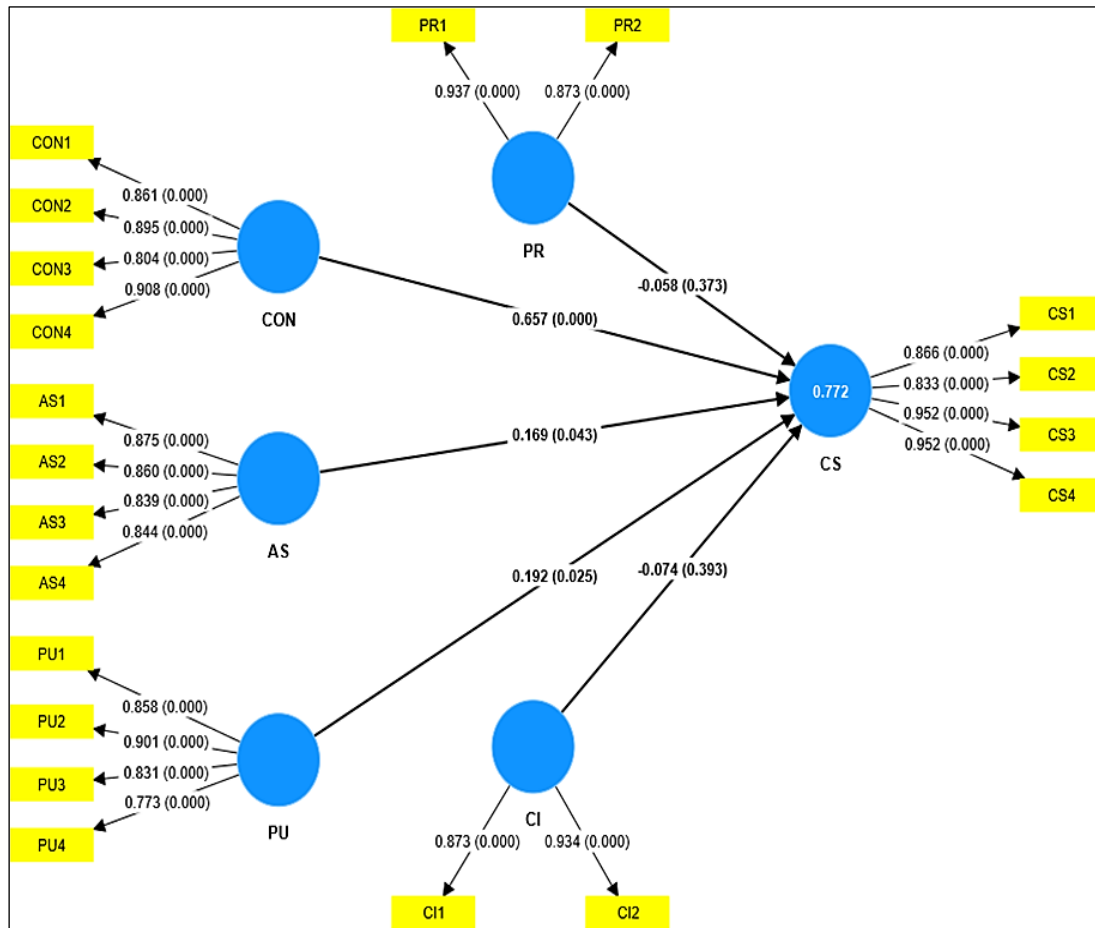 PR1
PR2
0.937 (0.000)
0.873 (0.000)
PR
CON1
CON2
CON3
CON4
0.861 (0.000)
0.895 (0.000)
0.804 (0.000)
0.908 (0.000)
CON
-0.058 (0.373)
0.657 (0.000)
AS1
AS2
AS3
AS4
0.875 (0.000)
0.860 (0.000)
0.839 (0.000)
0.844 (0.000)
AS
0.169 (0.043)
0.772
CS
0.866 (0.000)
0.833 (0.000)
0.952 (0.000)
0.952 (0.000)
CS1
CS2
CS3
CS4
0.192 (0.025)
-0.074 (0.393)
PU1
PU2
PU3
PU4
0.858 (0.000)
0.901 (0.000)
0.831 (0.000)
0.773 (0.000)
PU
CI
0.873 (0.000)
0.934 (0.000)
CI1
CI2